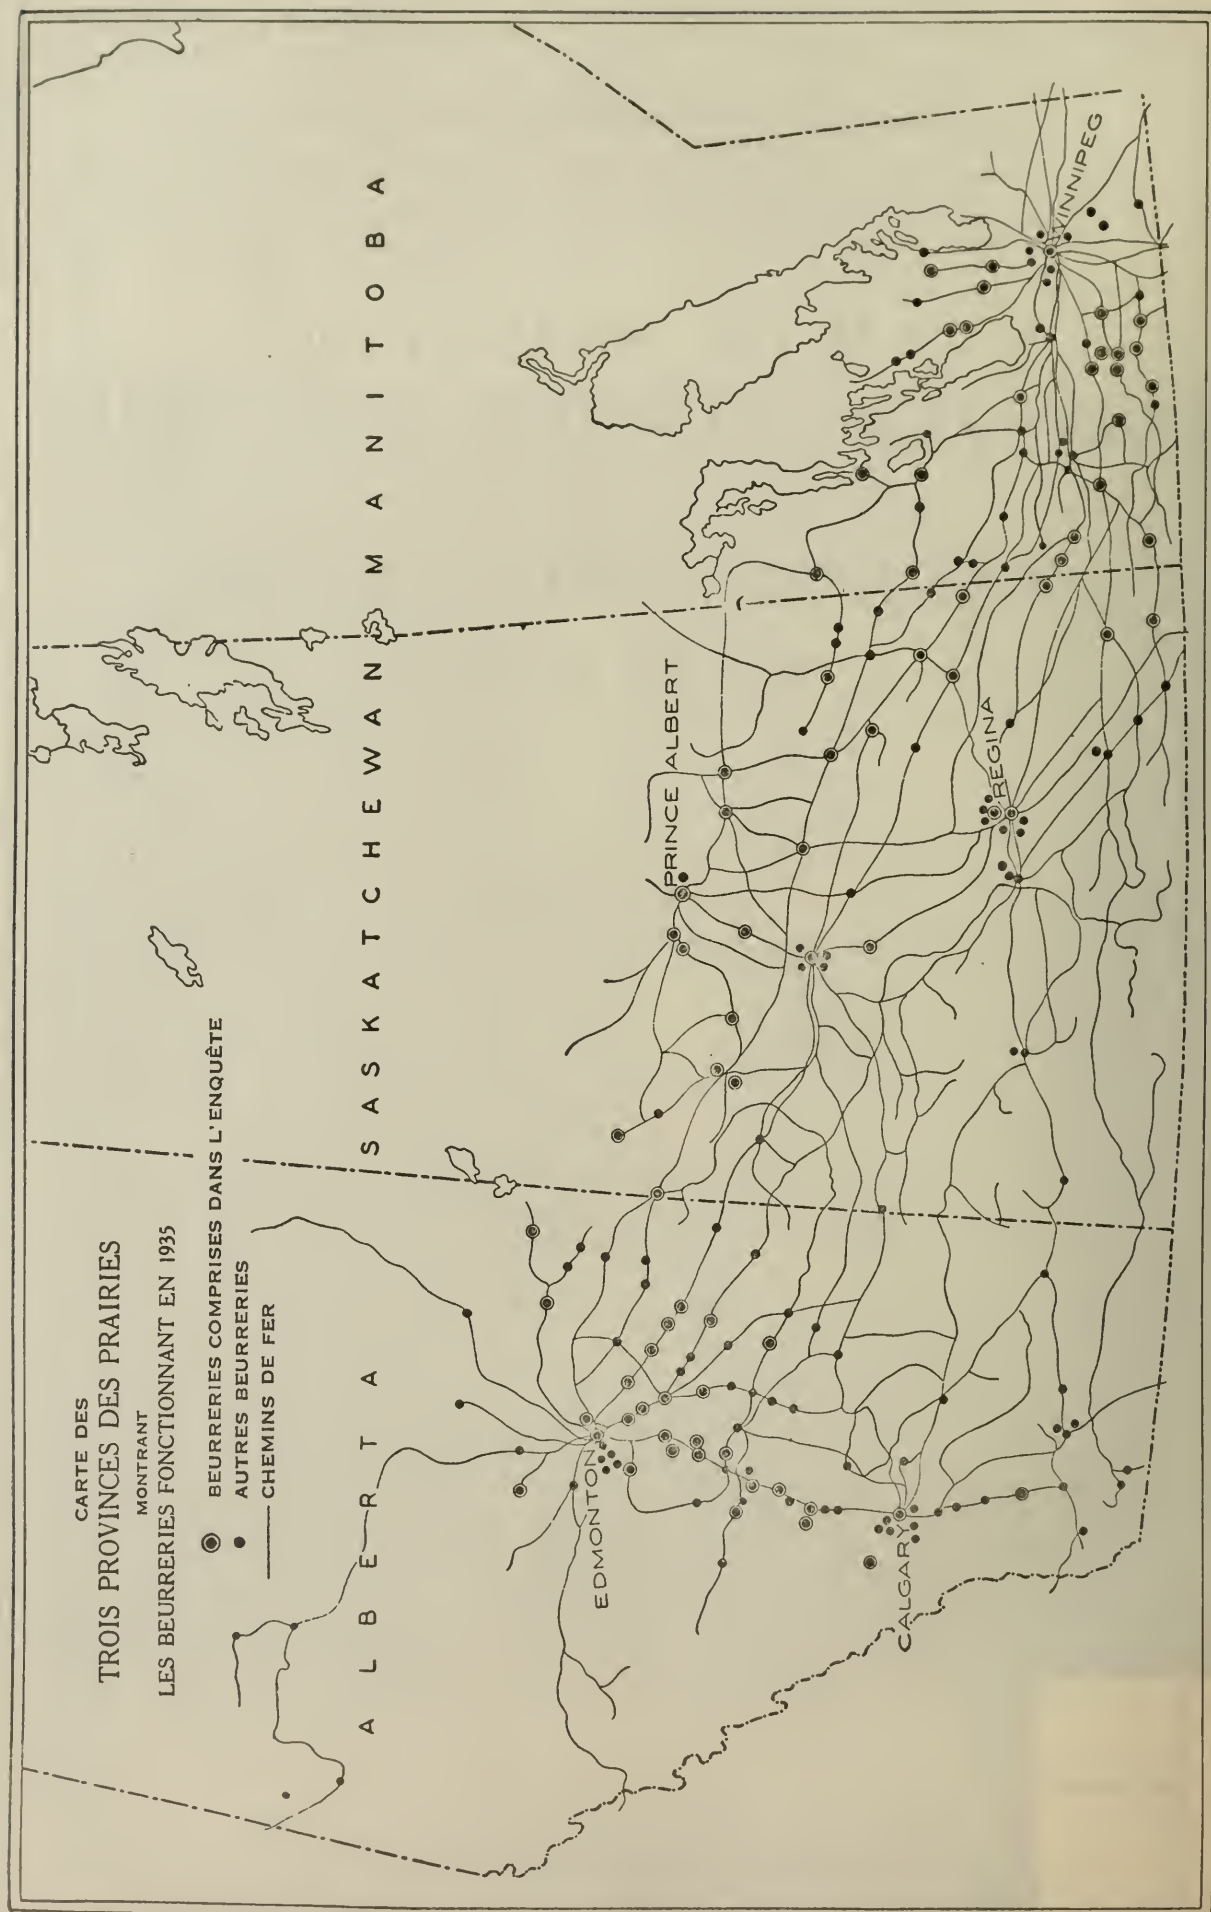 CARTE DES
TROIS PROVINCES DES PRAIRIES
MONTRANT
LES BEURRERIES FONCTIONNANT EN 1935
BEURRERIES COMPRISES DANS L'ENQUÊTE
AUTRES BEURRERIES
CHEMINS DE FER
ALBERTA
SASKATCHEWAN
MANITOBA
EDMONTON
CALGARY
PRINCE ALBERT
REGINA
WINNIPEG